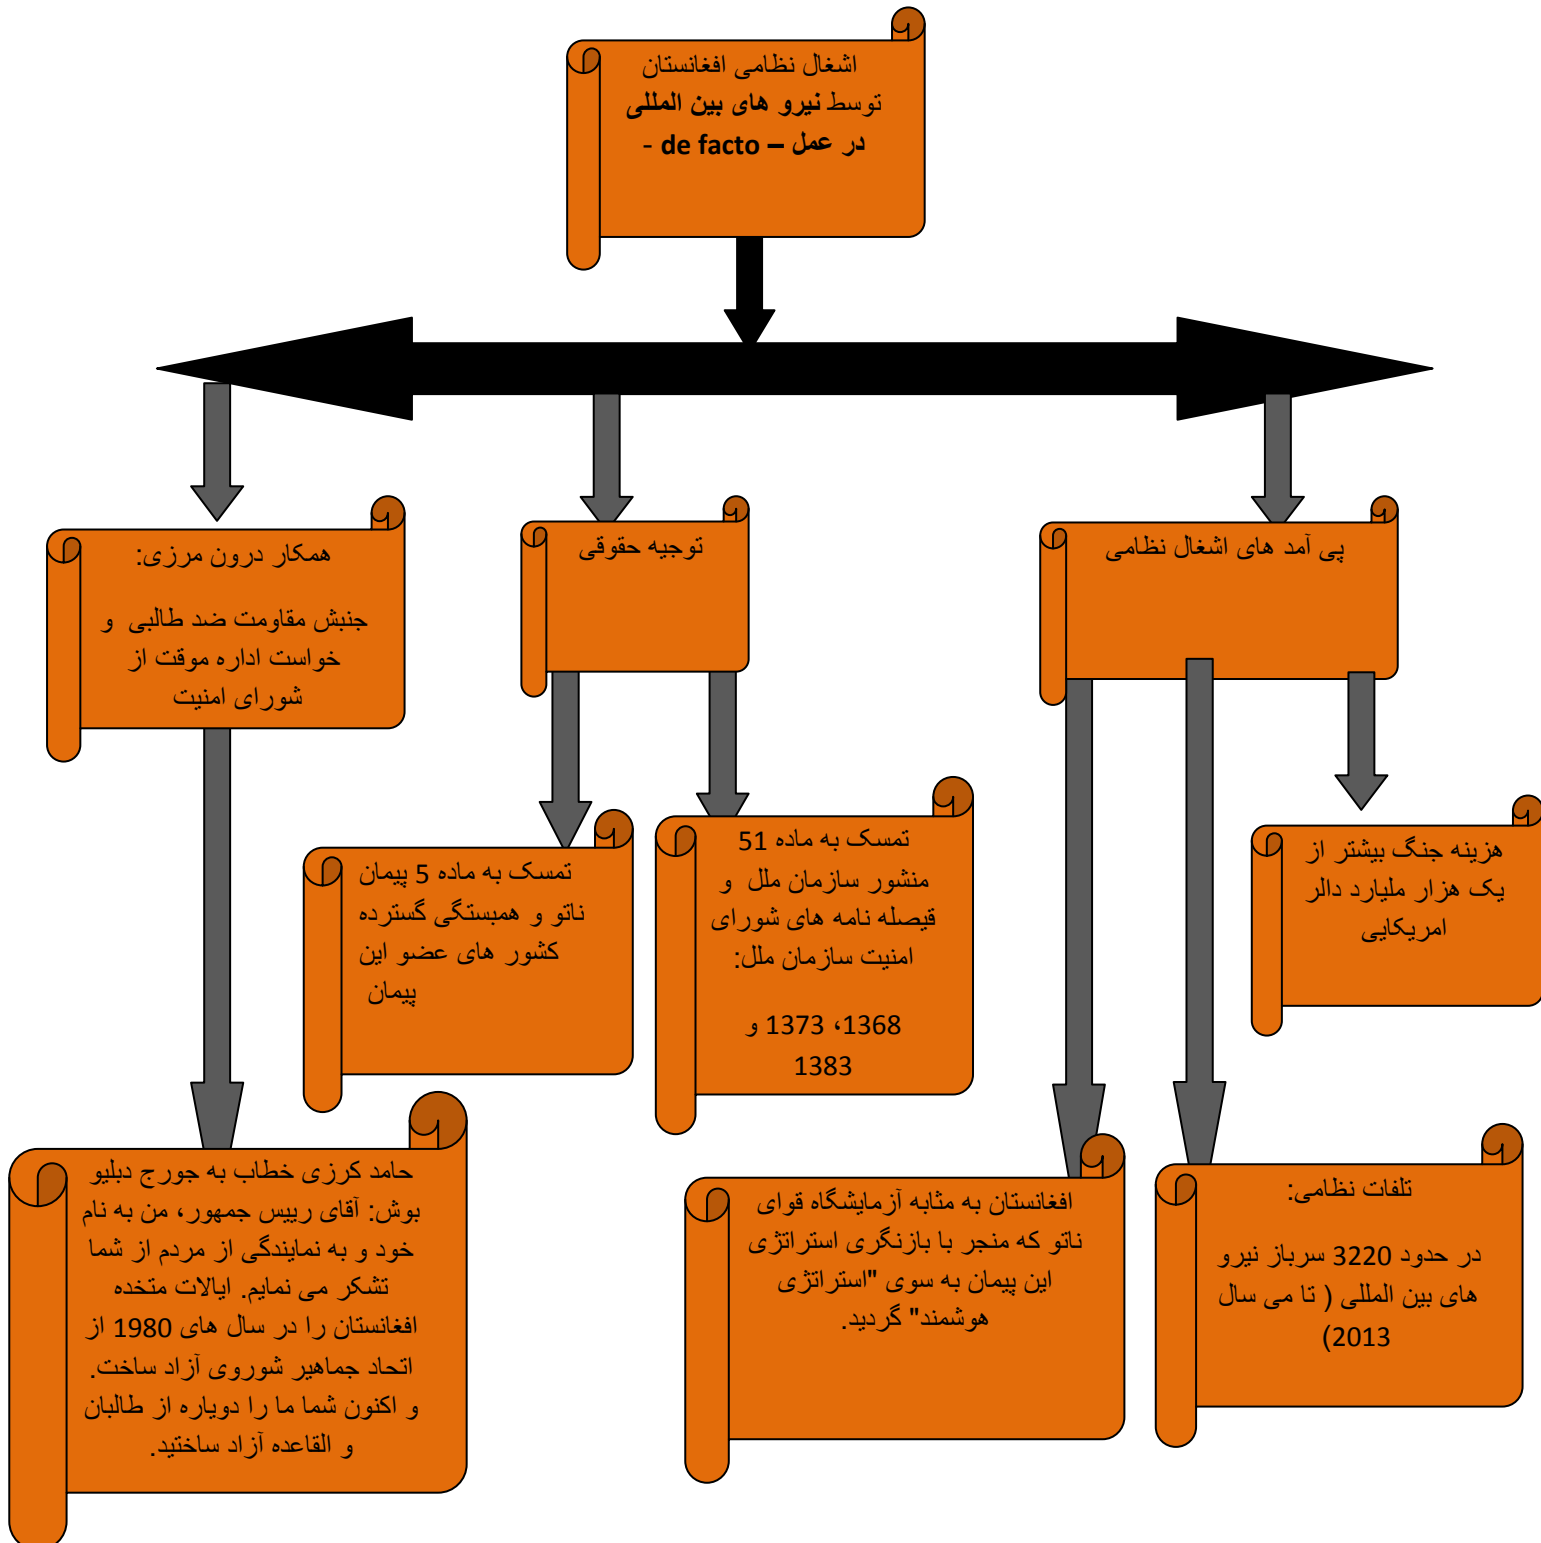 اشغال نظامی افغانستان
توسط نیرو های بین المللی
در عمل – de facto -
پی آمد های اشغال نظامی
توجیه حقوقی
همکار درون مرزی:
جنبش مقاومت ضد طالبی و
خواست اداره موقت از
شورای امنیت
هزینه جنگ بیشتر از
یک هزار ملیارد دالر
امریکایی
تمسک به ماده 51
منشور سازمان ملل و
قیصله نامه های شورای
امنیت سازمان ملل:
1368، 1373 و
1383
تمسک به ماده 5 پیمان
ناتو و همبستگی گسترده
کشور های عضو این
پیمان
تلفات نظامی:
در حدود 3220 سرباز نیرو
های بین المللی ( تا می سال
2013)
افغانستان به مثابه آزمایشگاه قوای
ناتو که منجر با بازنگری استراتژی
این پیمان به سوی "استراتژی
هوشمند" گردید.
حامد کرزی خطاب به جورج دبلیو
بوش: آقای رییس جمهور، من به نام
خود و به نمایندگی از مردم از شما
تشکر می نمایم. ایالات متخده
افغانستان را در سال های 1980 از
اتحاد جماهیر شوروی آزاد ساخت.
و اکنون شما ما را دویاره از طالبان
و القاعده آزاد ساختید.